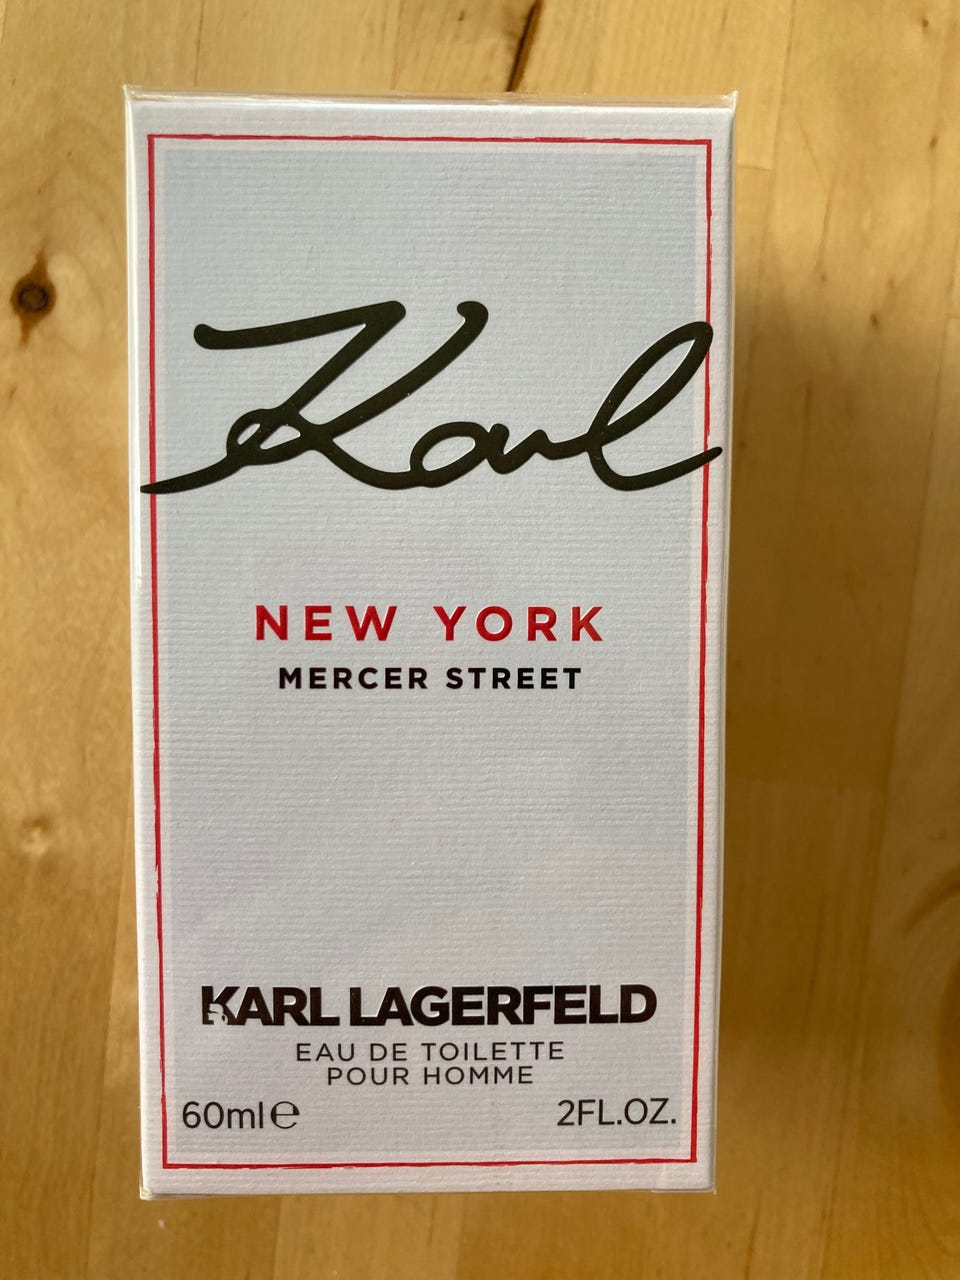 Karl
NEW YORK
MERCER STREET
KARL LAGERFELD
EAU DE TOILETTE
POUR HOMME
60ml℮ 2FL.OZ.